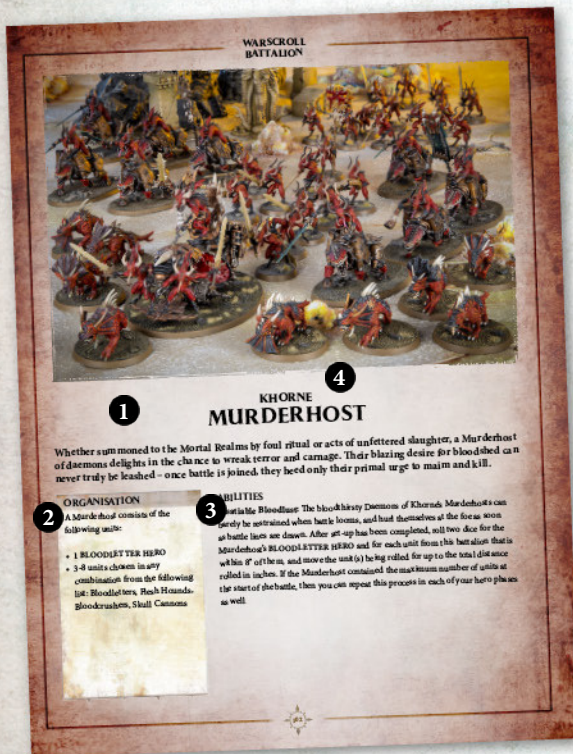 WARSCROLL
BATTALION
4
1
KHORNE
MURDERHOST
Whether summoned to the Mortal Realms by foul ritual or acts of unfettered slaughter, a Murderhost
of daemons delights in the chance to wreak terror and carnage. Their blazing desire for bloodshed can
never truly be leashed – once battle is joined, they heed only their primal urge to maim and kill.
2
ORGANISATION
A Murderhost consists of the
following units:
• 1 BLOODLETTER HERO
• 3-8 units chosen in any
combination from the following
list: Bloodletters, Flesh Hounds,
Bloodcrushers, Skull Cannons
3
BILITIES
Bloodlust: The bloodthirsty Daemons of Khorne's Murderhosts can
barely be restrained when battle looms, and hurl themselves at the foe as soon
as battle lines are drawn. After set-up has been completed, roll two dice for the
Murderhost's BLOODLETTER HERO and for each unit from this battalion that is
within 8" of them, and move the unit(s) being rolled for up to the total distance
rolled in inches. If the Murderhost contained the maximum number of units at
the start of the battle, then you can repeat this process in each of your hero phases
as well.